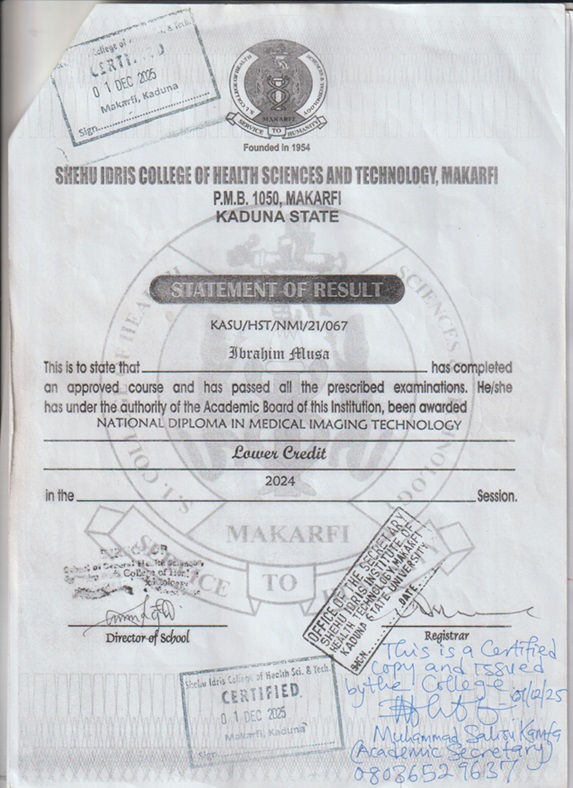 College of
CERTI
0 1 DEC 2025
Makarfi, Kaduna
Sign
MAKARFI
SERVICE TO HUMANITY
Founded in 1954
SHEHU IDRIS COLLEGE OF HEALTH SCIENCES AND TECHNOLOGY, MAKARFI
P.M.B. 1050, MAKARFI
KADUNA STATE
STATEMENT OF RESULT
KASU/HST/NMI/21/067
Ibrahim Musa
This is to state that has completed
an approved course and has passed all the prescribed examinations. He/she
has under the authority of the Academic Board of this Institution, been awarded
NATIONAL DIPLOMA IN MEDICAL IMAGING TECHNOLOGY
Lower Credit
2024
in the Session.
MAKARFI
SERVICE TO
Director of School
OFFICE OF THE SECRETARY
SHEHU IDRIS INSTITUTE OF
HEALTH TECHNOLOGY MAKARFI
KADUNA STATE UNIVERSITY
SIGN DATE
Registrar
Shehu Idris College of Health Sci. & Tech.
CERTIFIED
0 1 DEC 2025
Makarfi, Kaduna
Sign
This is a Certified
Copy and issued
by the College
01/12/25
Muhammad
(Academic Secretary)
08036529637